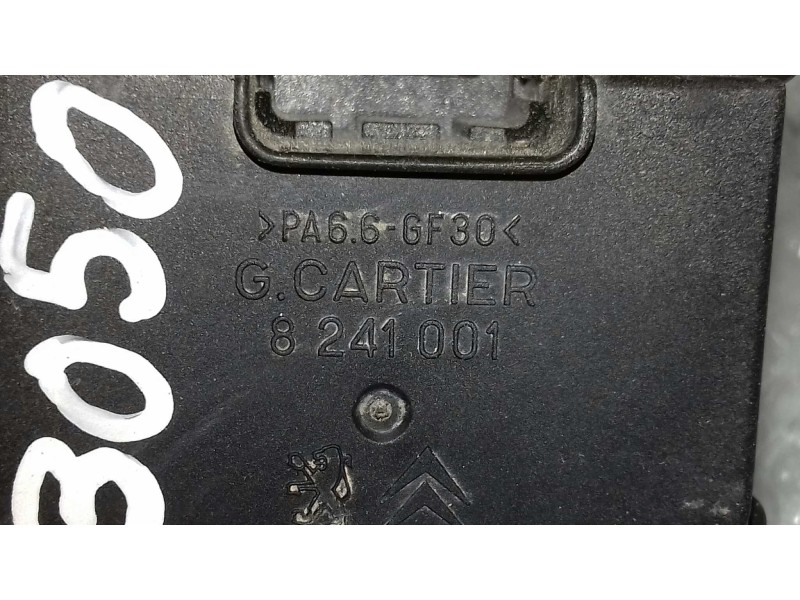 >PA6.6-GF30<
G.CARTIER
8 241 001
3050